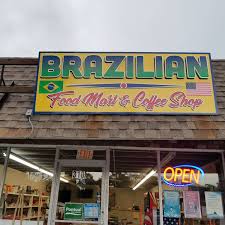 BRAZILIAN
Food Mart & Coffee Shop
OPEN